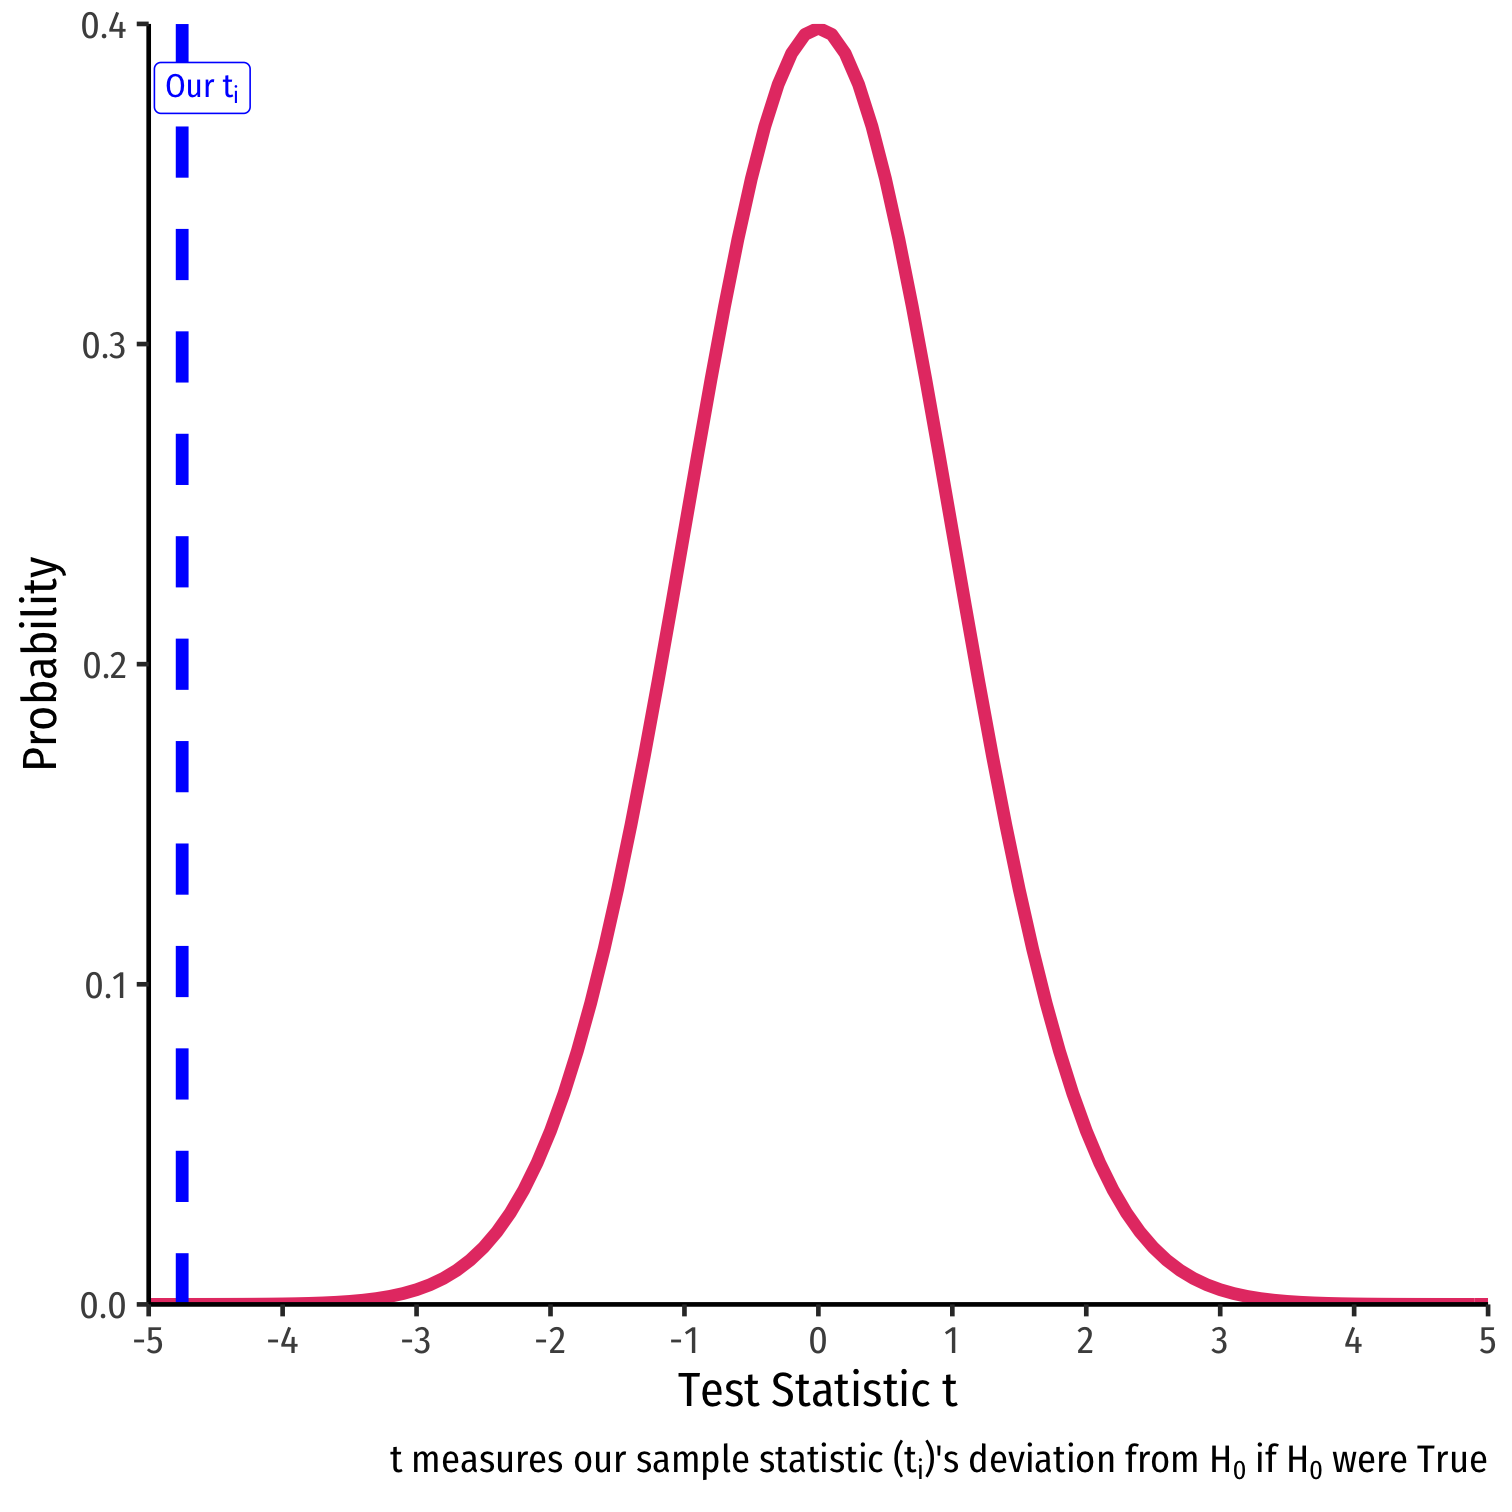 0.4
Our tᵢ
0.3
0.2
0.1
0.0
Probability
-5 -4 -3 -2 -1 0 1 2 3 4 5
Test Statistic t
t measures our sample statistic (tᵢ)'s deviation from H₀ if H₀ were True